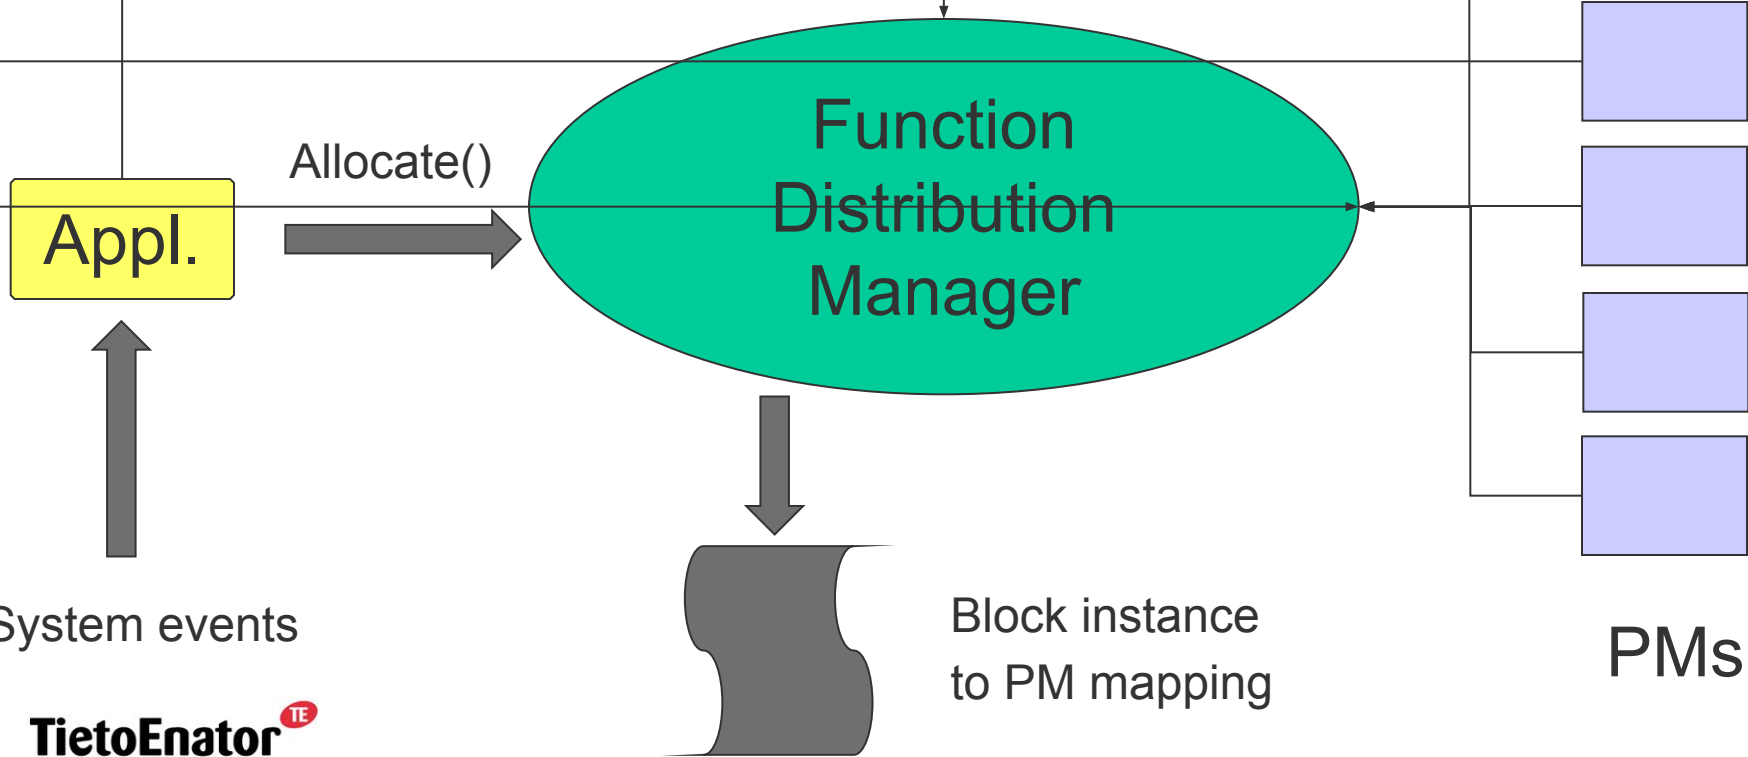 Allocate()
Function
Distribution
Manager
Appl.
System events
Block instance
to PM mapping
PMs
TietoEnator TE